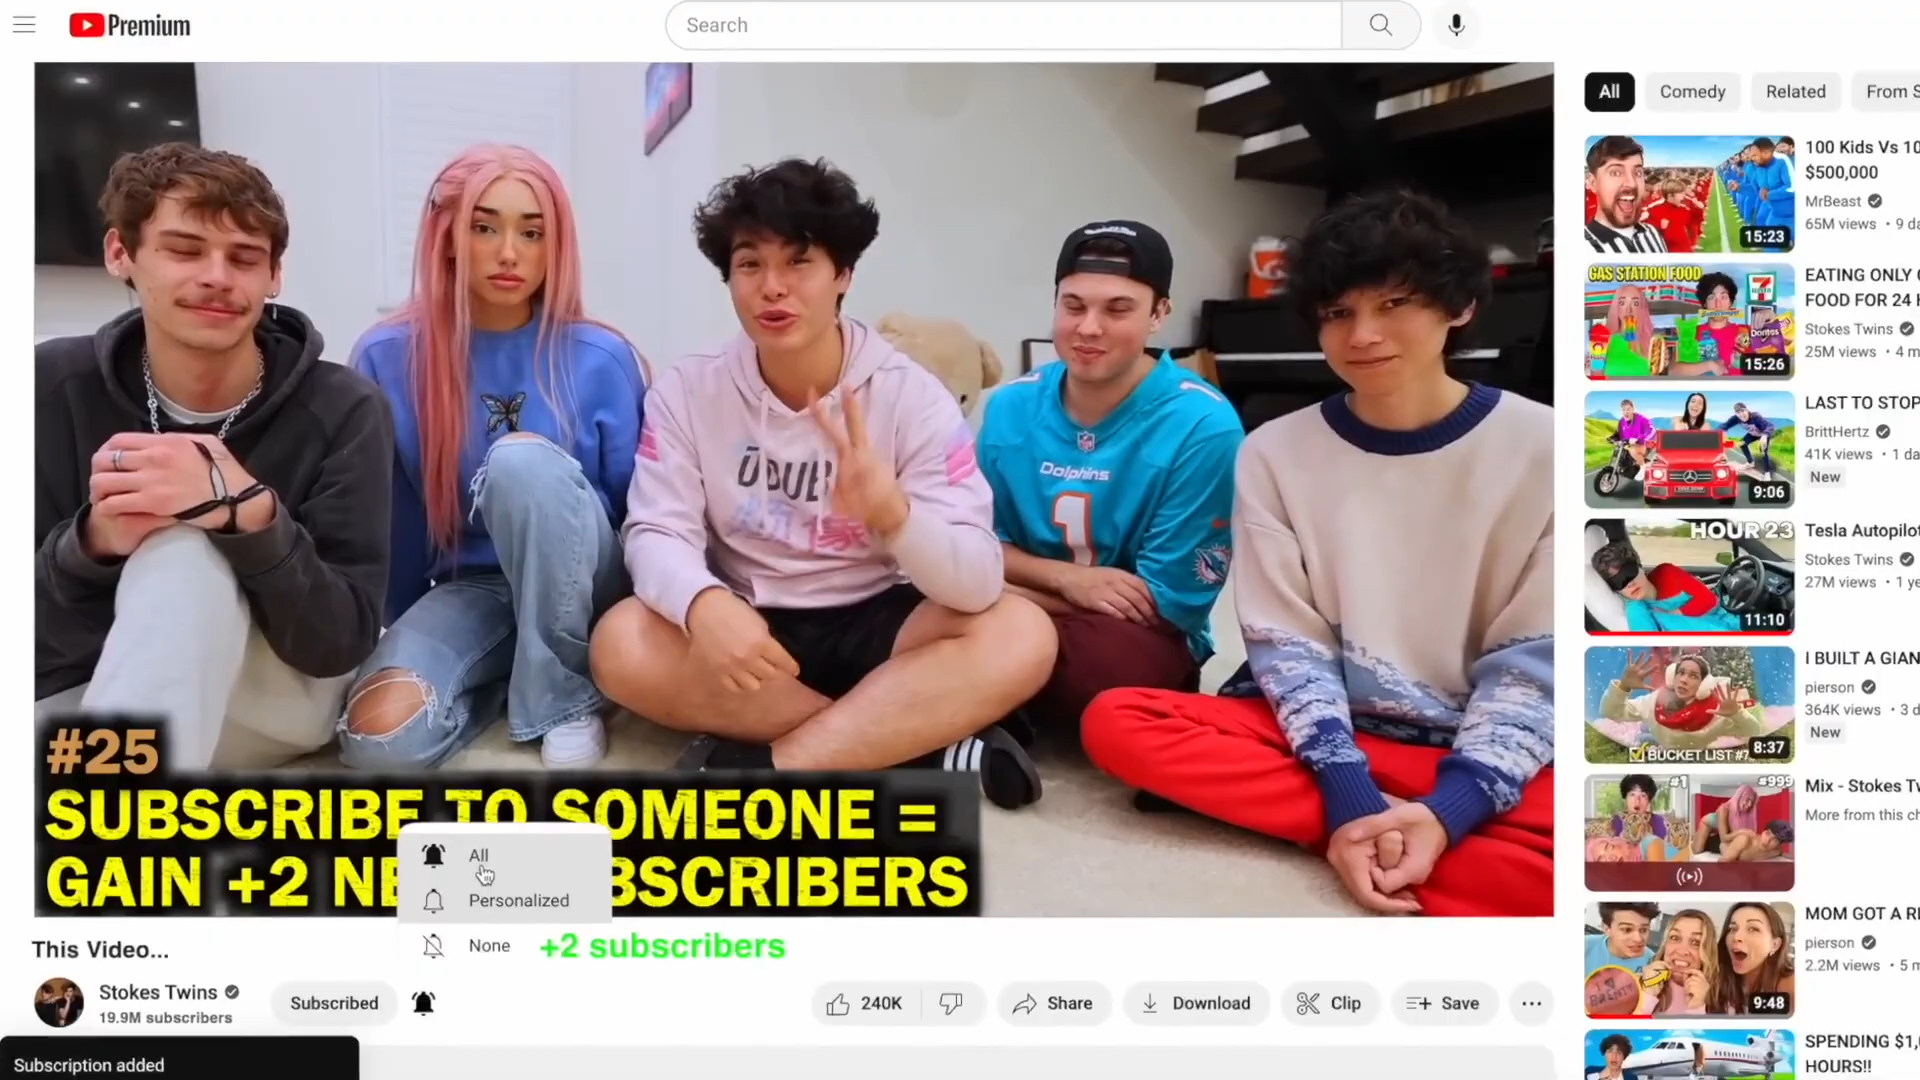 Premium
Search
ŪDUB
Dolphins
1
#25
SUBSCRIBE TO SOMEONE =
GAIN +2 NE
BSCRIBERS
All
Personalized
None
+2 subscribers
This Video...
Stokes Twins
19.9M subscribers
Subscribed
240K
Share
Download
Clip
Save
Subscription added
All
Comedy
Related
From S
15:23
100 Kids Vs 10
$500,000
MrBeast
65M views • 9 da
GAS STATION FOOD
15:26
EATING ONLY
FOOD FOR 24 H
Stokes Twins
25M views • 4 m
9:06
LAST TO STOP
BrittHertz
41K views • 1 da
New
HOUR 23
11:10
Tesla Autopilot
Stokes Twins
27M views • 1 ye
BUCKET LIST #7
8:37
I BUILT A GIAN
pierson
364K views • 3 d
New
#1
#999
Mix - Stokes Tw
More from this ch
9:48
MOM GOT A RE
pierson
2.2M views • 5 m
SPENDING $1,
HOURS!!